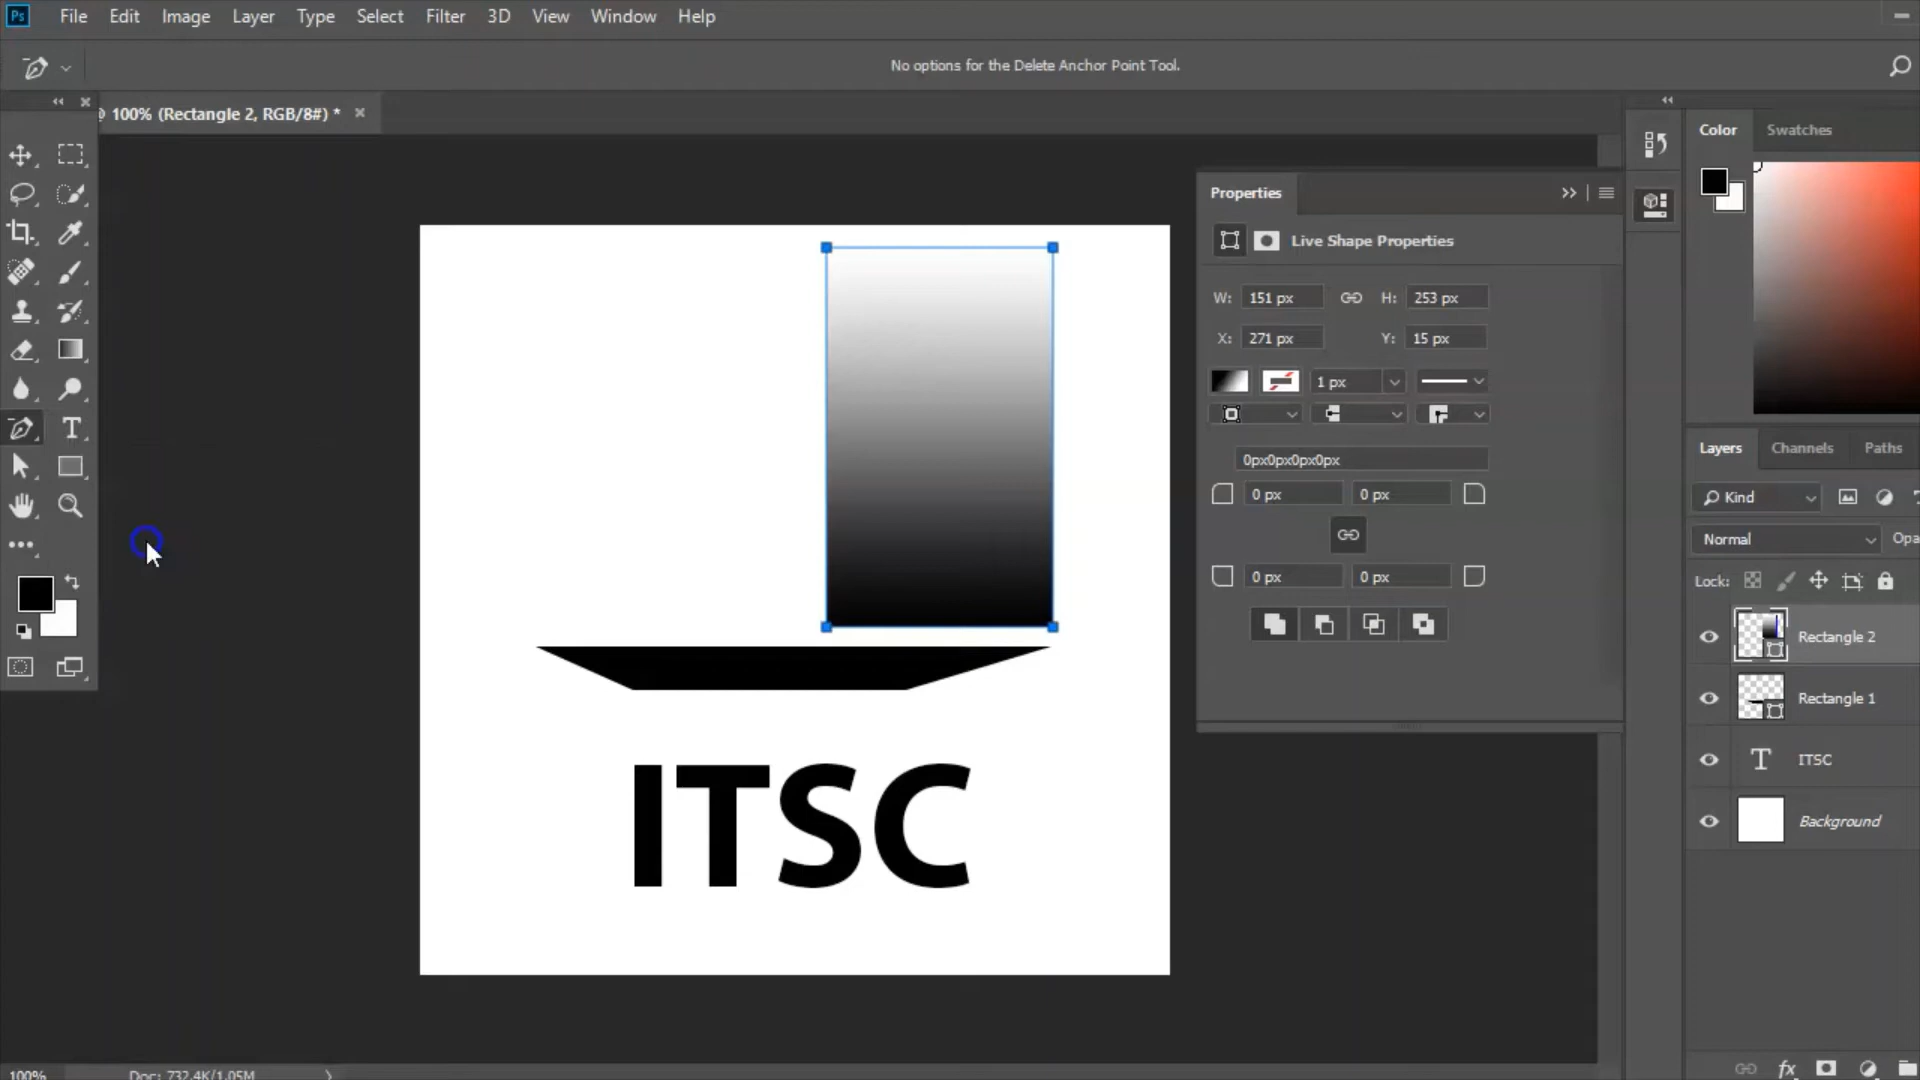 Ps File Edit Image Layer Type Select Filter 3D View Window Help
No options for the Delete Anchor Point Tool.
100% (Rectangle 2, RGB/8#) *
Color Swatches
Properties
Live Shape Properties
W: 151 px H: 253 px
X: 271 px Y: 15 px
1 px
0px0px0px0px
0 px 0 px
0 px 0 px
Layers Channels Paths
Kind
Normal Opa
Lock:
Rectangle 2
Rectangle 1
ITSC
Background
ITSC
T
fx
100% Doc: 732.4K/1.05M